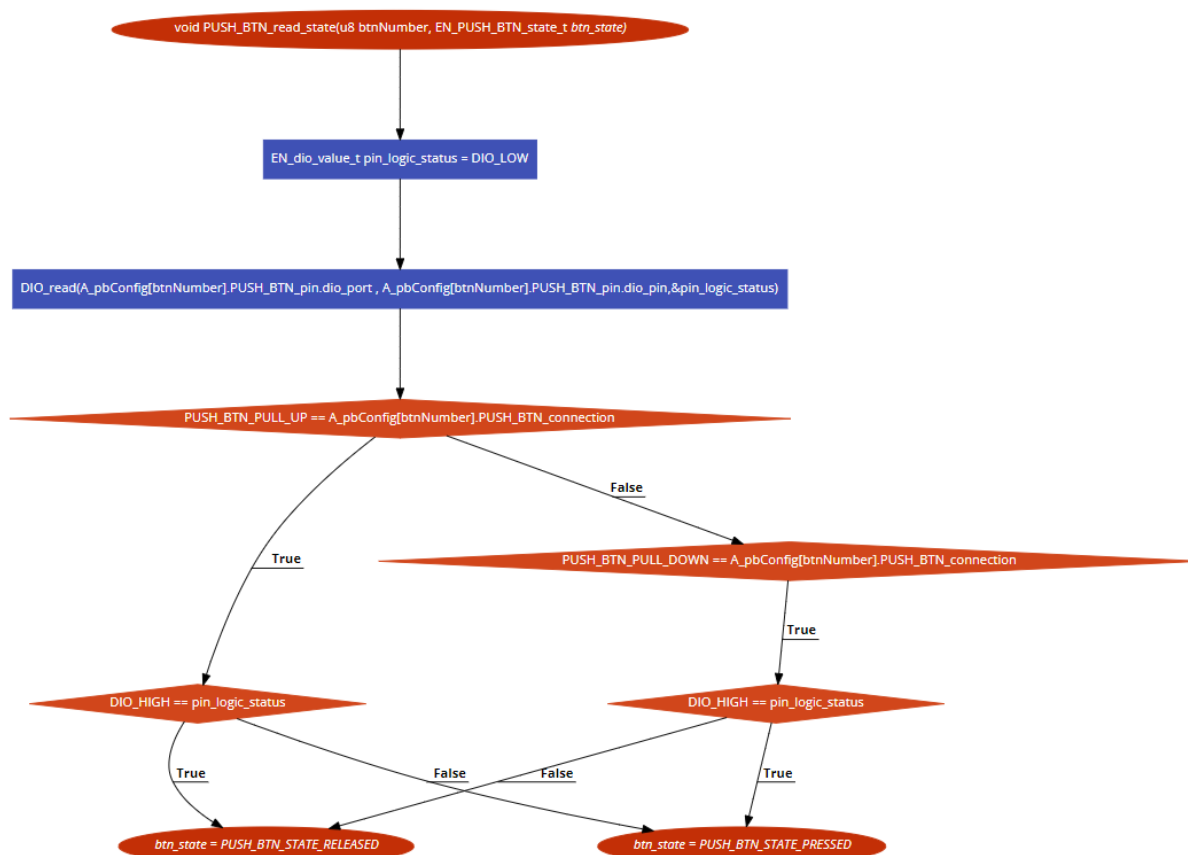 void PUSH_BTN_read_state(u8 btnNumber, EN_PUSH_BTN_state_t btn_state)
EN_dio_value_t pin_logic_status = DIO_LOW
DIO_read(A_pbConfig[btnNumber].PUSH_BTN_pin.dio_port , A_pbConfig[btnNumber].PUSH_BTN_pin.dio_pin,&pin_logic_status)
PUSH_BTN_PULL_UP == A_pbConfig[btnNumber].PUSH_BTN_connection
False
True
PUSH_BTN_PULL_DOWN == A_pbConfig[btnNumber].PUSH_BTN_connection
True
DIO_HIGH == pin_logic_status
DIO_HIGH == pin_logic_status
True
False
False
True
btn_state = PUSH_BTN_STATE_RELEASED
btn_state = PUSH_BTN_STATE_PRESSED